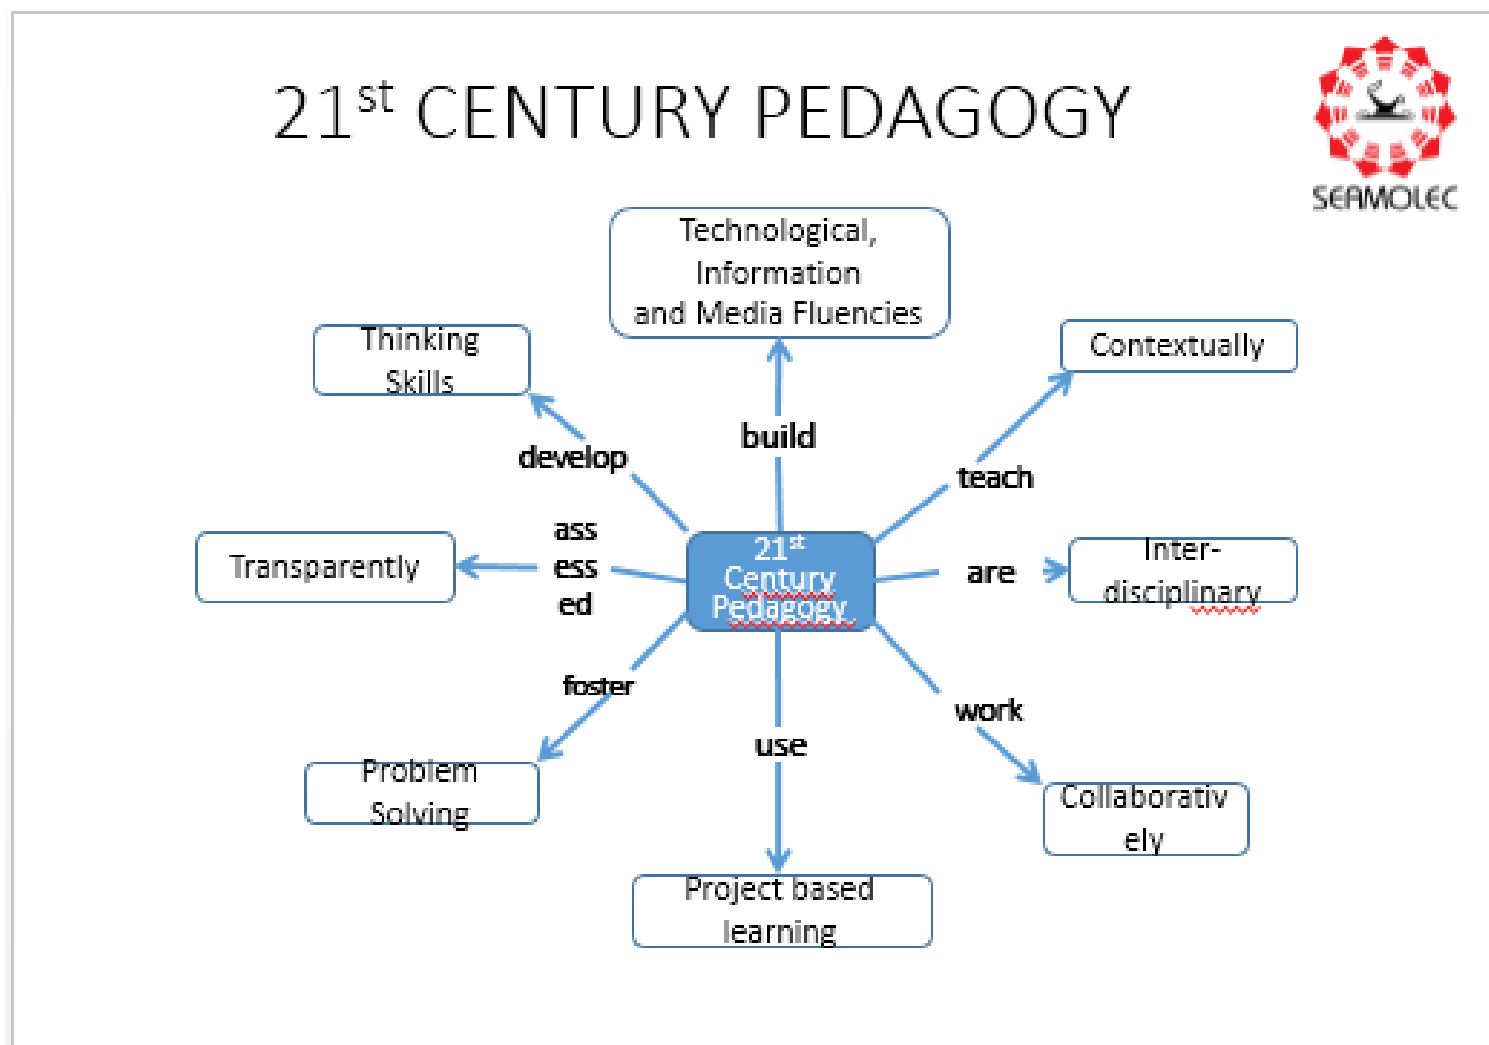 21st CENTURY PEDAGOGY
SEAMOLEC
Technological,
Information
and Media Fluencies
Thinking
Skills
Contextually
build
develop
teach
Transparently
ass
ess
ed
21st
Century
Pedagogy
are
Inter-
disciplinary
foster
work
use
Problem
Solving
Collaborativ
ely
Project based
learning